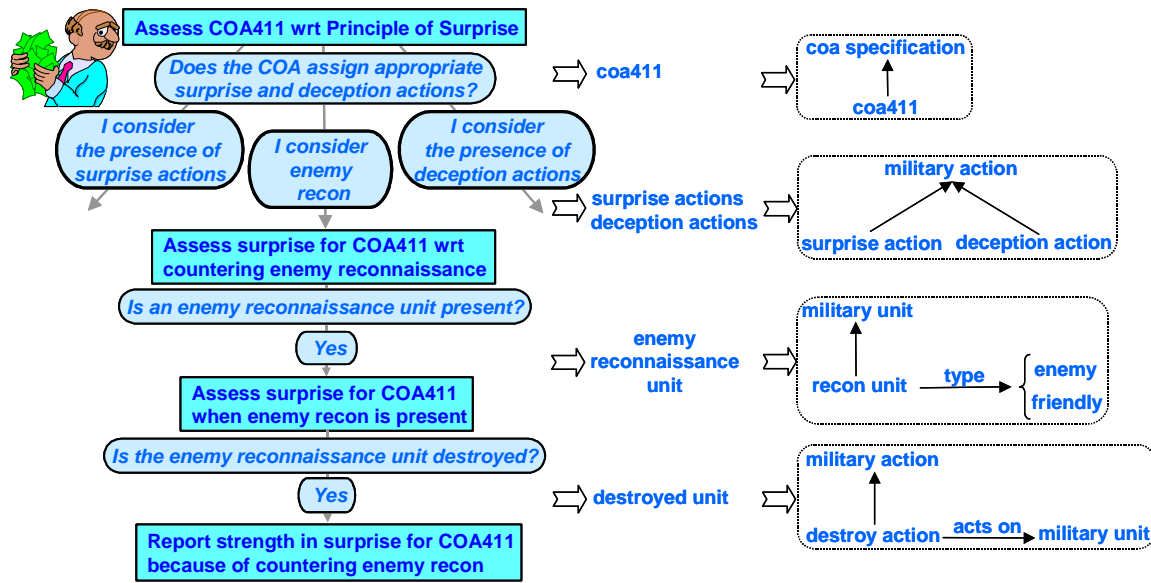 Assess COA411 wrt Principle of Surprise
Does the COA assign appropriate
surprise and deception actions?
I consider
the presence of
surprise actions
I consider
enemy
recon
I consider
the presence of
deception actions
Assess surprise for COA411 wrt
countering enemy reconnaissance
Is an enemy reconnaissance unit present?
Yes
Assess surprise for COA411
when enemy recon is present
Is the enemy reconnaissance unit destroyed?
Yes
Report strength in surprise for COA411
because of countering enemy recon
coa411
surprise actions
deception actions
enemy
reconnaissance
unit
destroyed unit
coa specification
coa411
military action
surprise action
deception action
military unit
recon unit
type
enemy
friendly
military action
destroy action
acts on
military unit